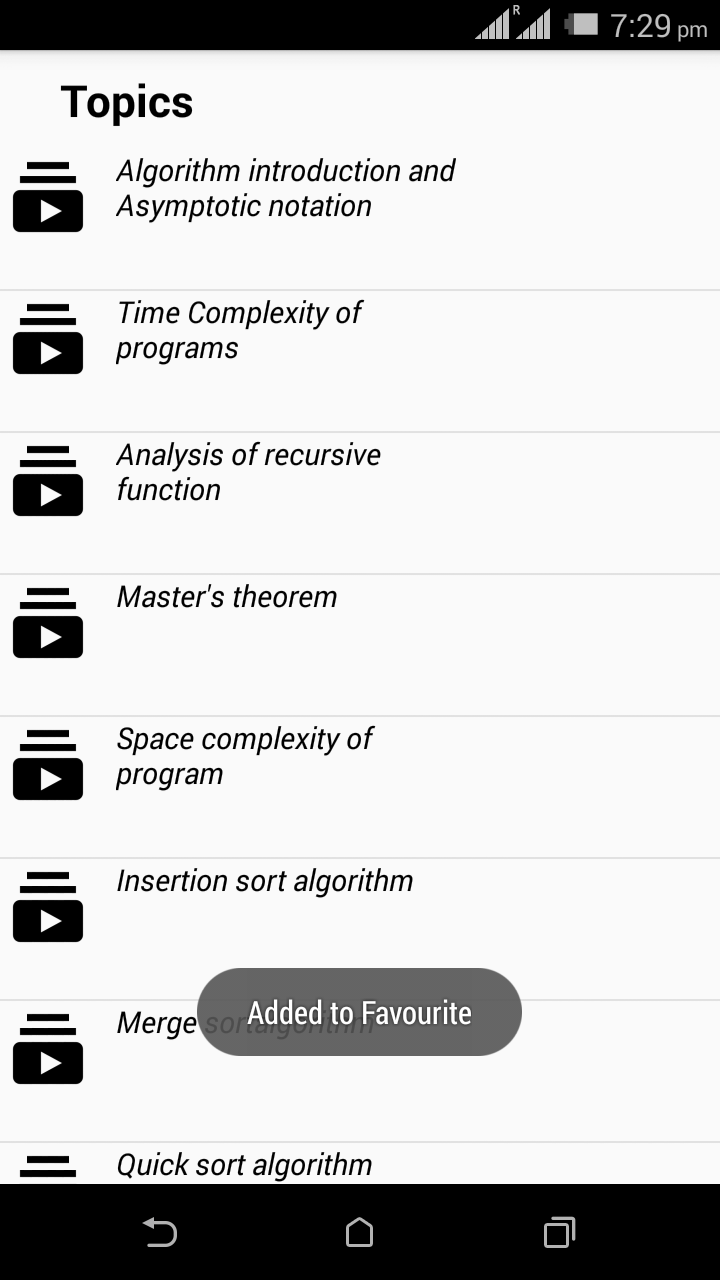 R
7:29 pm
Topics
Algorithm introduction and
Asymptotic notation
Time Complexity of
programs
Analysis of recursive
function
Master's theorem
Space complexity of
program
Insertion sort algorithm
Merge sortalgorithm
Added to Favourite
Quick sort algorithm